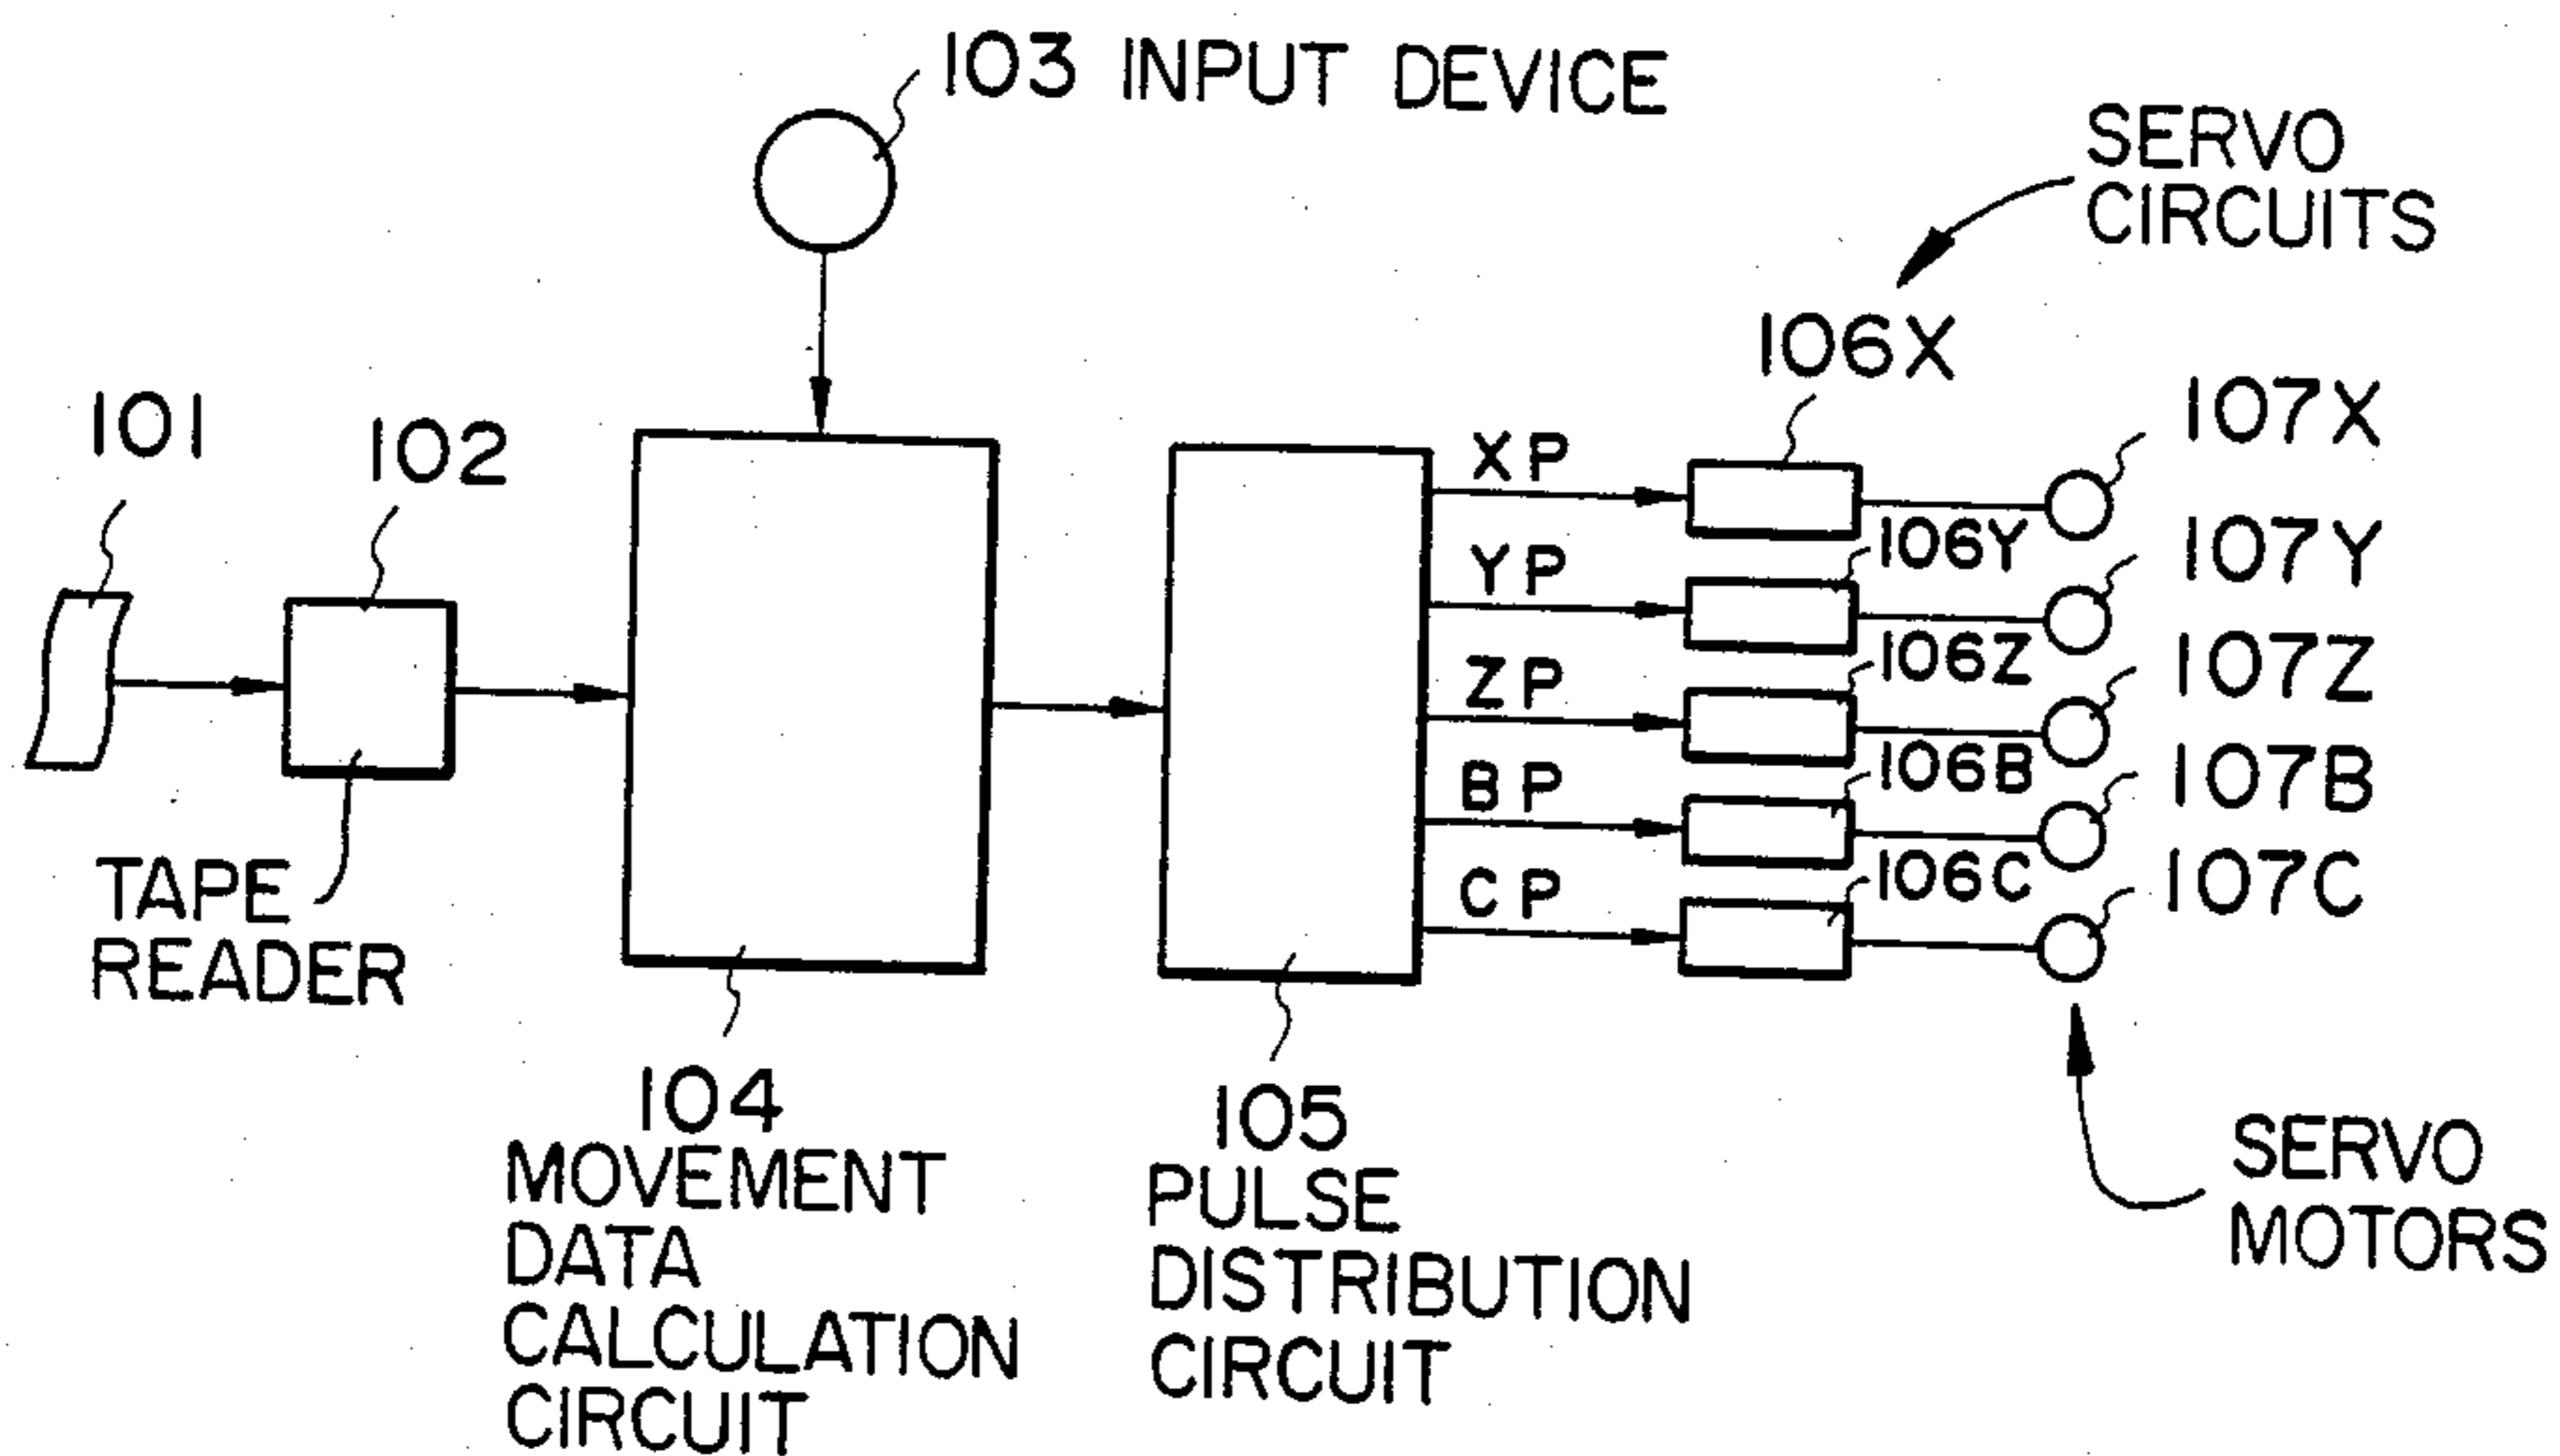 103 INPUT DEVICE
SERVO
CIRCUITS
106X
101
102
107X
XP
106Y
107Y
YP
106Z
107Z
ZP
106B
107B
BP
106C
107C
CP
TAPE
READER
104
MOVEMENT
DATA
CALCULATION
CIRCUIT
105
PULSE
DISTRIBUTION
CIRCUIT
SERVO
MOTORS